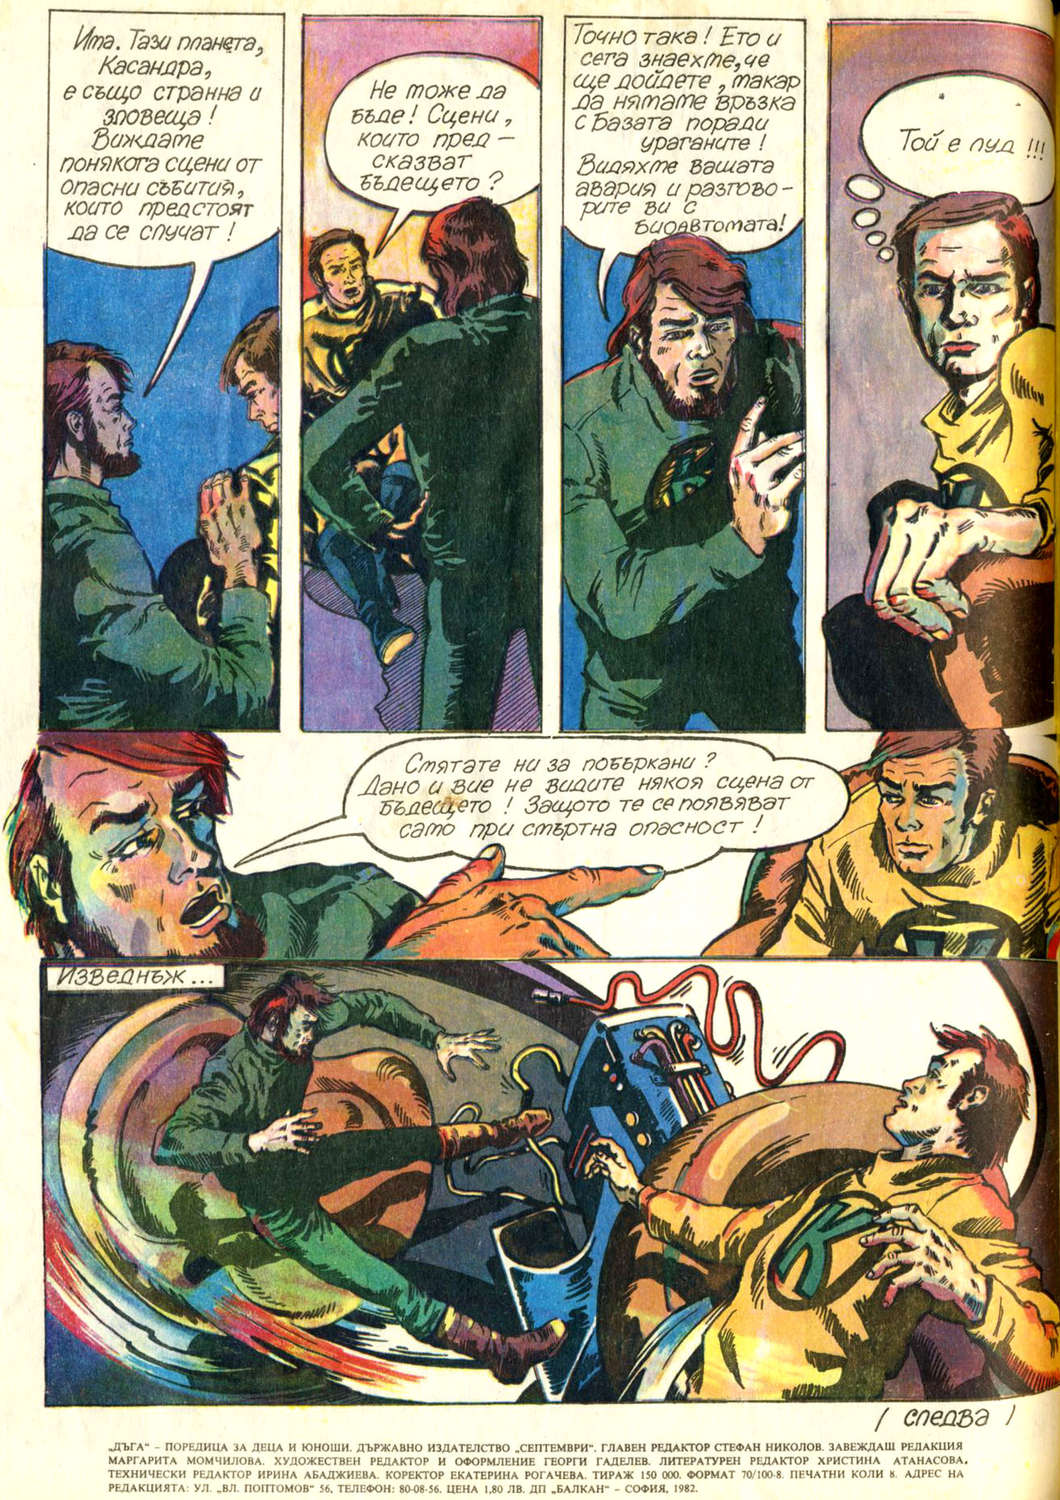 Има. Тази планета,
Касандра,
е също странна и
зловеща!
Виждате
понякога сцени от
опасни събития,
които предстоят
да се случат!
Не може да
бъде! Сцени,
които пред-
сказват
бъдещето?
Точно така! Ето и
сега знаехме, че
ще дойдете, макар
да нямаме връзка
с Базата поради
ураганите!
Видяхме вашата
авария и разгово-
рите ви с
биоавтомата!
Той е луд!!!
Смятате ни за побъркани?
Дано и вие не видите някоя сцена от
бъдещето! Защото те се появяват
само при смъртна опасност!
Изведнъж...
K
/ следва /
„ДЪГА“ – ПОРЕДИЦА ЗА ДЕЦА И ЮНОШИ. ДЪРЖАВНО ИЗДАТЕЛСТВО „СЕПТЕМВРИ“. ГЛАВЕН РЕДАКТОР СТЕФАН НИКОЛОВ. ЗАВЕЖДАЩ РЕДАКЦИЯ
МАРГАРИТА МОМЧИЛОВА. ХУДОЖЕСТВЕН РЕДАКТОР И ОФОРМЛЕНИЕ ГЕОРГИ ГАДЕЛЕВ. ЛИТЕРАТУРЕН РЕДАКТОР ХРИСТИНА АТАНАСОВА.
ТЕХНИЧЕСКИ РЕДАКТОР ИРИНА АБАДЖИЕВА. КОРЕКТОР ЕКАТЕРИНА РОГАЧЕВА. ТИРАЖ 150 000. ФОРМАТ 70/100-8. ПЕЧАТНИ КОЛИ 8. АДРЕС НА
РЕДАКЦИЯТА: УЛ. „ВЛ. ПОПТОМОВ“ 56, ТЕЛЕФОН: 80-08-56. ЦЕНА 1,80 ЛВ. ДП „БАЛКАН“ – СОФИЯ, 1982.